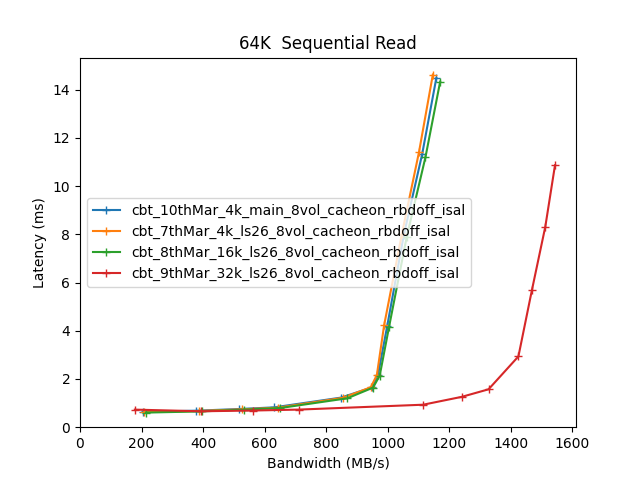 64K  Sequential Read
Latency (ms)
14
12
10
8
6
4
2
0
cbt_10thMar_4k_main_8vol_cacheon_rbdoff_isal
cbt_7thMar_4k_ls26_8vol_cacheon_rbdoff_isal
cbt_8thMar_16k_ls26_8vol_cacheon_rbdoff_isal
cbt_9thMar_32k_ls26_8vol_cacheon_rbdoff_isal
0 200 400 600 800 1000 1200 1400 1600
Bandwidth (MB/s)